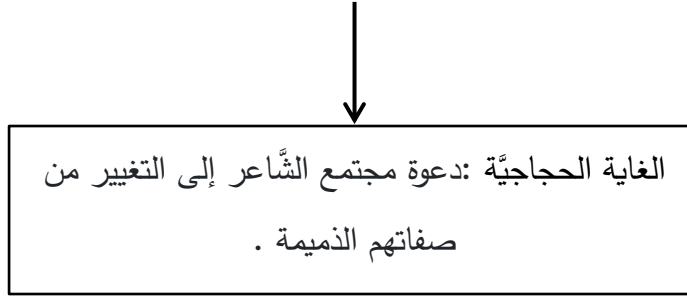 الغاية الحجاجيَّة :دعوة مجتمع الشَّاعر إلى التغيير من
صفاتهم الذميمة .